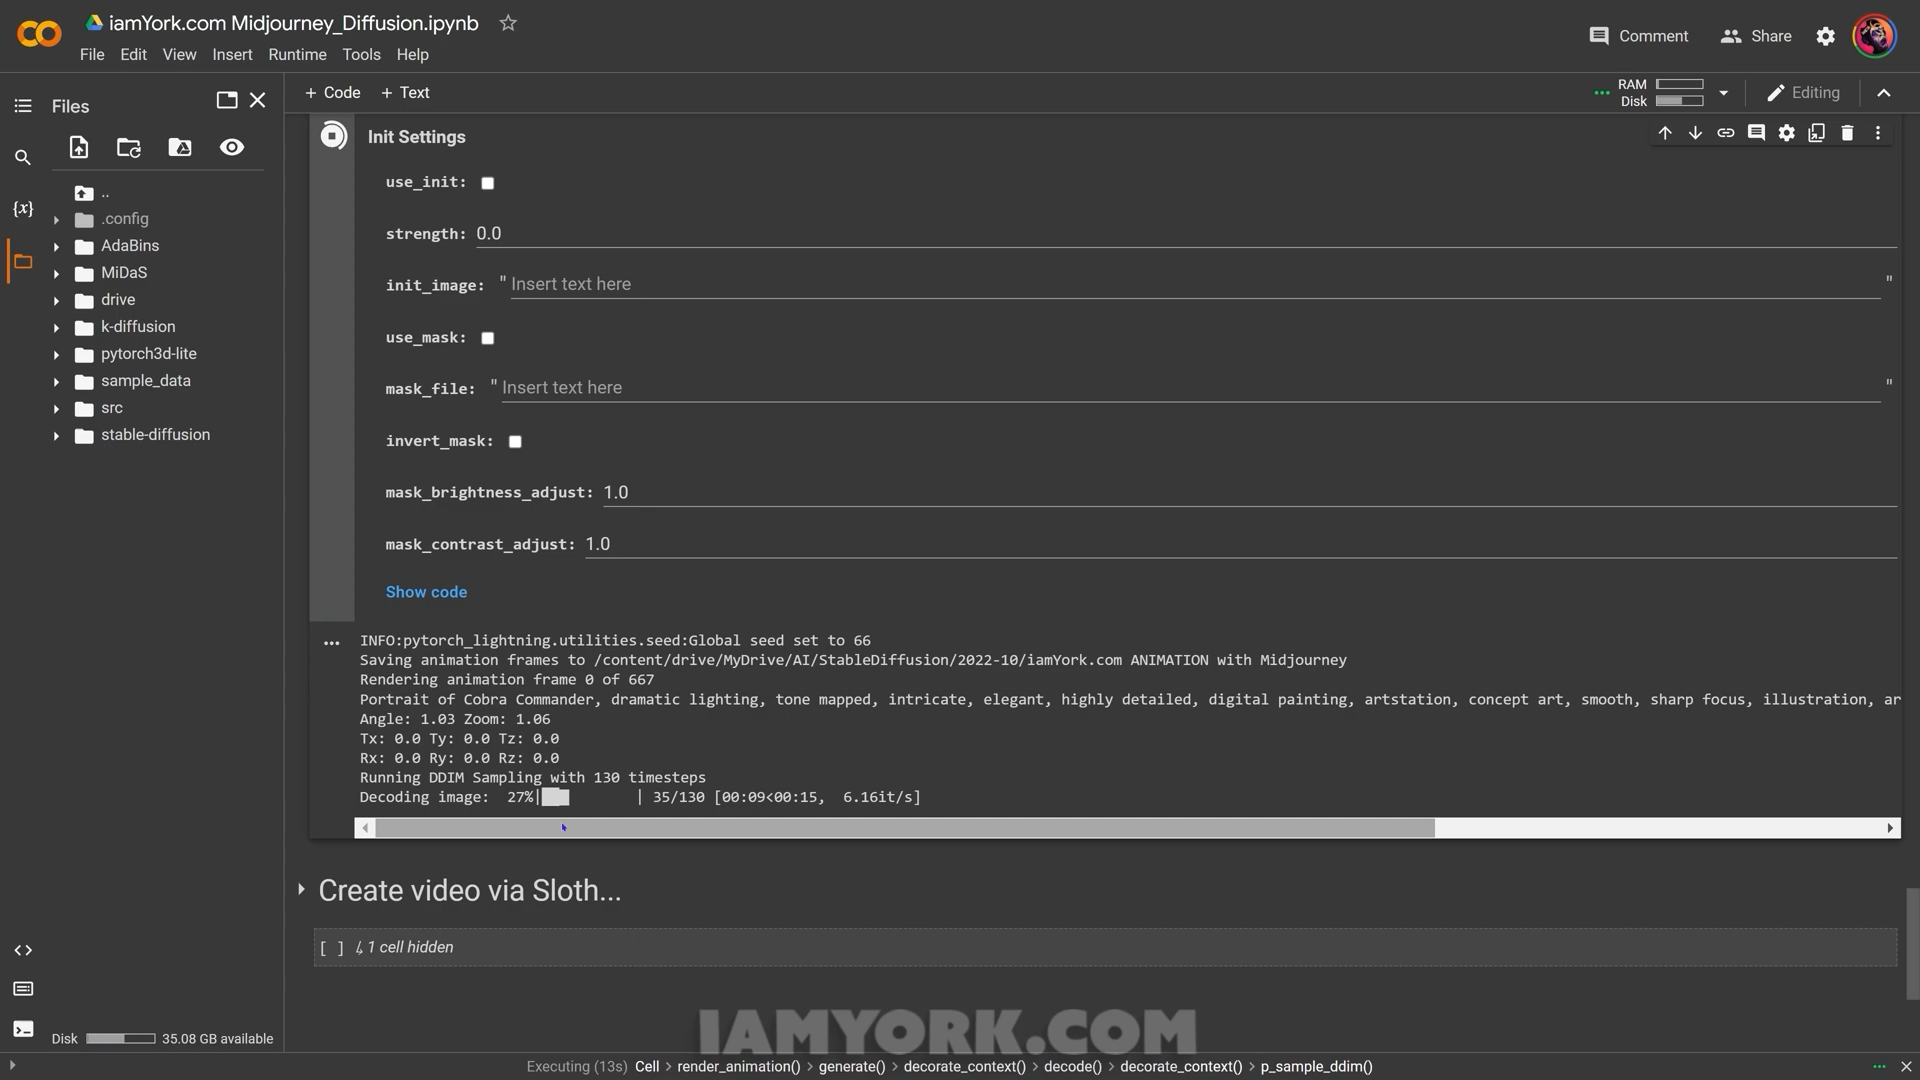 iamYork.com Midjourney_Diffusion.ipynb
File Edit View Insert Runtime Tools Help
Comment
Share
Files
+ Code + Text
RAM
Disk
Editing
{x}
..
.config
AdaBins
MiDaS
drive
k-diffusion
pytorch3d-lite
sample_data
src
stable-diffusion
Init Settings
use_init:
strength: 0.0
init_image: " Insert text here "
use_mask:
mask_file: " Insert text here "
invert_mask:
mask_brightness_adjust: 1.0
mask_contrast_adjust: 1.0
Show code
INFO:pytorch_lightning.utilities.seed:Global seed set to 66
Saving animation frames to /content/drive/MyDrive/AI/StableDiffusion/2022-10/iamYork.com ANIMATION with Midjourney
Rendering animation frame 0 of 667
Portrait of Cobra Commander, dramatic lighting, tone mapped, intricate, elegant, highly detailed, digital painting, artstation, concept art, smooth, sharp focus, illustration, ar
Angle: 1.03 Zoom: 1.06
Tx: 0.0 Ty: 0.0 Tz: 0.0
Rx: 0.0 Ry: 0.0 Rz: 0.0
Running DDIM Sampling with 130 timesteps
Decoding image: 27%| | 35/130 [00:09<00:15, 6.16it/s]
Create video via Sloth...
[ ] ↳ 1 cell hidden
Disk 35.08 GB available
IAMYORK.COM
Executing (13s) Cell > render_animation() > generate() > decorate_context() > decode() > decorate_context() > p_sample_ddim()